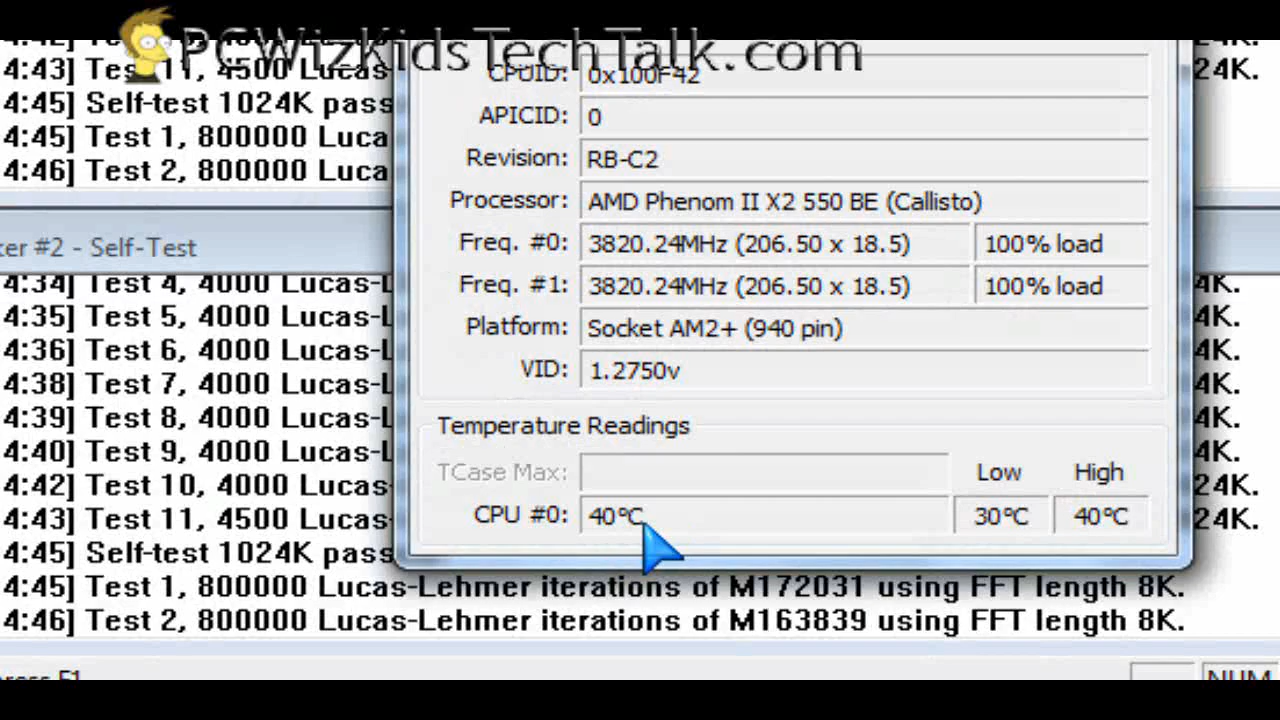 PCWizKidsTechTalk.com
4:43] Test 11, 4500 Lucas-
24K.
4:45] Self-test 1024K pass
4:45] Test 1, 800000 Luca
4:46] Test 2, 800000 Luca
CPUID: 0x100F42
APICID: 0
Revision: RB-C2
Processor: AMD Phenom II X2 550 BE (Callisto)
Freq. #0: 3820.24MHz (206.50 x 18.5) 100% load
Freq. #1: 3820.24MHz (206.50 x 18.5) 100% load
Platform: Socket AM2+ (940 pin)
VID: 1.2750v
Temperature Readings
TCase Max: Low High
CPU #0: 40°C 30°C 40°C
ter #2 - Self-Test
4:34] Test 4, 4000 Lucas-L 4K.
4:35] Test 5, 4000 Lucas-L 4K.
4:36] Test 6, 4000 Lucas-L 4K.
4:38] Test 7, 4000 Lucas-L 4K.
4:39] Test 8, 4000 Lucas-L 4K.
4:40] Test 9, 4000 Lucas-L 4K.
4:42] Test 10, 4000 Lucas- 24K.
4:43] Test 11, 4500 Lucas- 24K.
4:45] Self-test 1024K pass
4:45] Test 1, 800000 Lucas-Lehmer iterations of M172031 using FFT length 8K.
4:46] Test 2, 800000 Lucas-Lehmer iterations of M163839 using FFT length 8K.
NUM